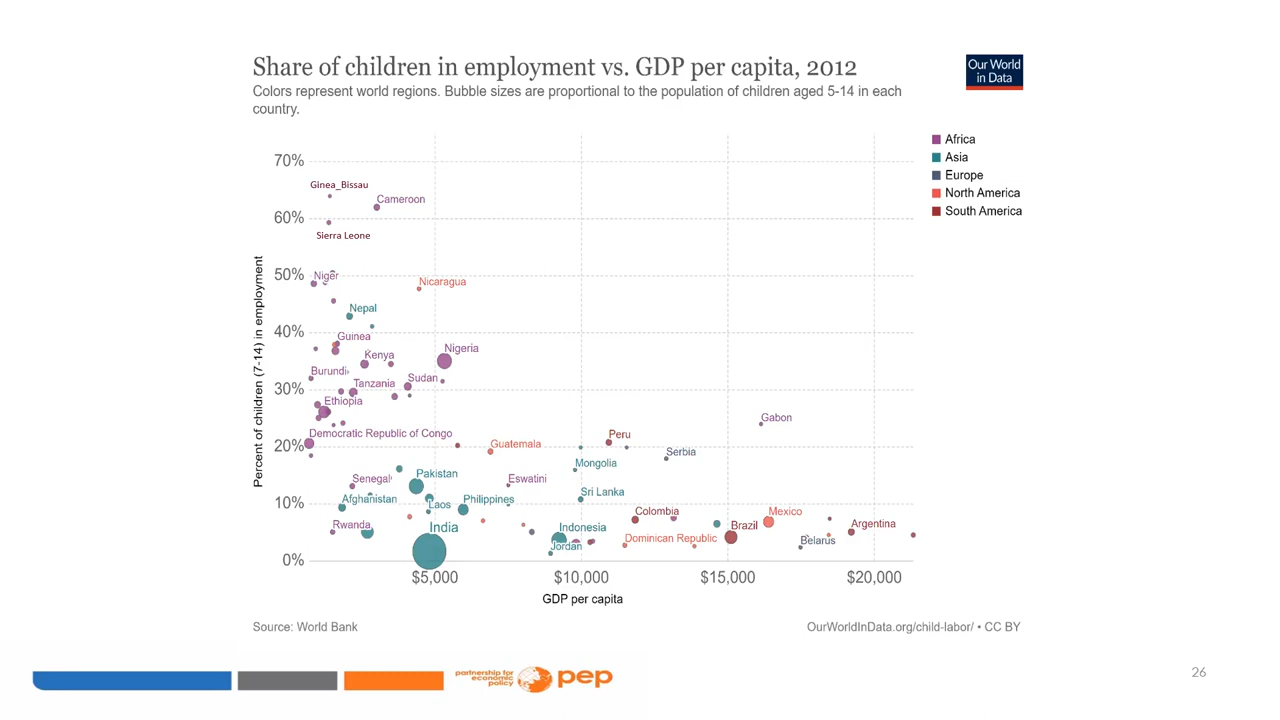 Share of children in employment vs. GDP per capita, 2012
Our World
in Data
Colors represent world regions. Bubble sizes are proportional to the population of children aged 5-14 in each
country.
Africa
Asia
Europe
North America
South America
Percent of children (7-14) in employment
70%
60%
50%
40%
30%
20%
10%
0%
Ginea_Bissau
Cameroon
Sierra Leone
Niger
Nicaragua
Nepal
Guinea
Kenya
Nigeria
Burundi
Tanzania
Sudan
Ethiopia
Gabon
Democratic Republic of Congo
Peru
Guatemala
Serbia
Mongolia
Pakistan
Senegal
Eswatini
Sri Lanka
Afghanistan
Laos
Philippines
Colombia
Mexico
Rwanda
India
Indonesia
Brazil
Argentina
Dominican Republic
Jordan
Belarus
$5,000
$10,000
$15,000
$20,000
GDP per capita
Source: World Bank
OurWorldInData.org/child-labor/ • CC BY
partnership for
economic
policy
pep
26